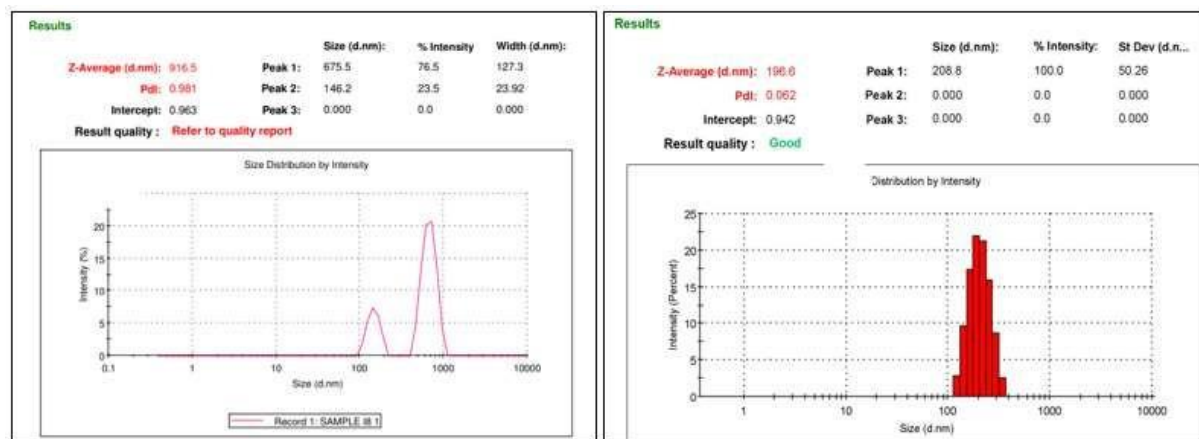 Results
Size (d.nm): % Intensity Width (d.nm):
Z-Average (d.nm): 916.5 Peak 1: 675.5 76.5 127.3
PdI: 0.981 Peak 2: 146.2 23.5 23.92
Intercept: 0.963 Peak 3: 0.000 0.0 0.000
Result quality : Refer to quality report
Size Distribution by Intensity
Intensity (%)
20
15
10
5
0
0.1 1 10 100 1000 10000
Size (d.nm)
Record 1: SAMPLE I8 1
Results
Size (d.nm): % Intensity: St Dev (d.n...
Z-Average (d.nm): 196.6 Peak 1: 208.8 100.0 50.26
PdI: 0.062 Peak 2: 0.000 0.0 0.000
Intercept: 0.942 Peak 3: 0.000 0.0 0.000
Result quality : Good
Distribution by Intensity
Intensity (Percent)
25
20
15
10
5
0
1 10 100 1000 10000
Size (d.nm)